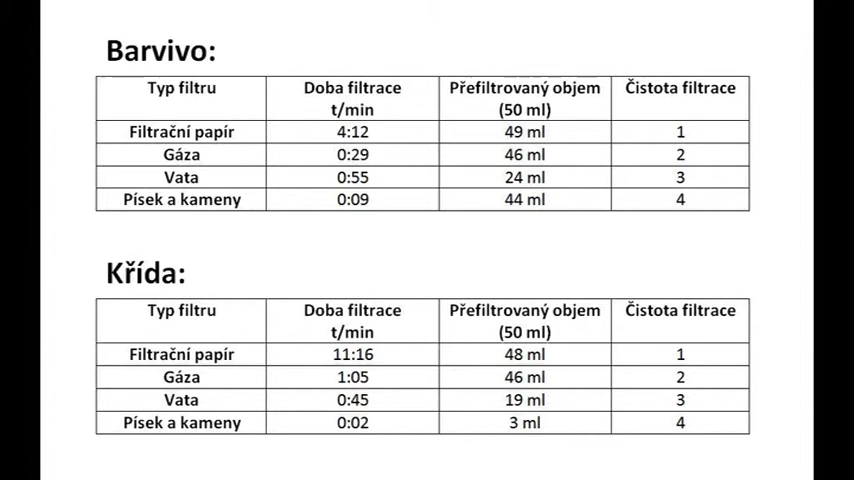 Barvivo:
Typ filtru Doba filtrace t/min Přefiltrovaný objem (50 ml) Čistota filtrace
Filtrační papír 4:12 49 ml 1
Gáza 0:29 46 ml 2
Vata 0:55 24 ml 3
Písek a kameny 0:09 44 ml 4
Křída:
Typ filtru Doba filtrace t/min Přefiltrovaný objem (50 ml) Čistota filtrace
Filtrační papír 11:16 48 ml 1
Gáza 1:05 46 ml 2
Vata 0:45 19 ml 3
Písek a kameny 0:02 3 ml 4